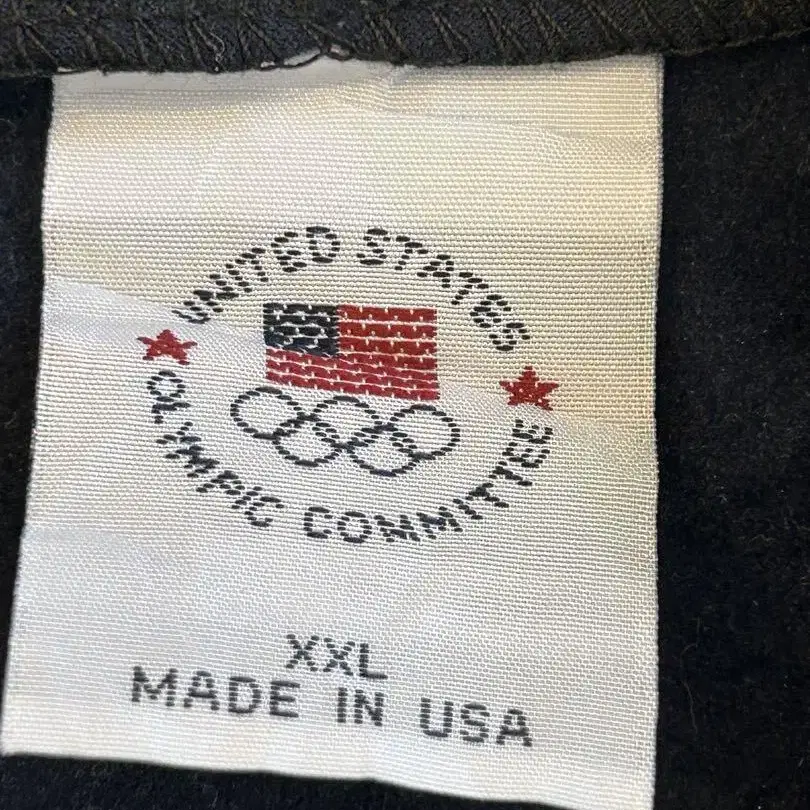 UNITED STATES
OLYMPIC COMMITTEE
XXL
MADE IN USA